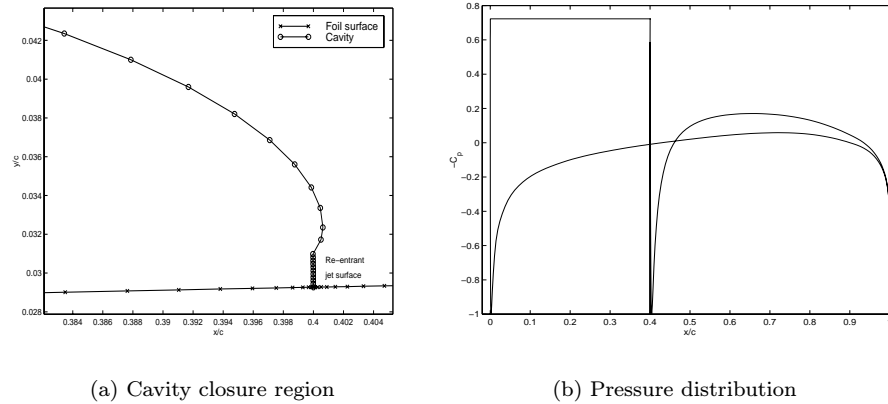 0.042
0.04
0.038
0.036
0.034
0.032
0.03
0.028
y/c
Foil surface
Cavity
Re-entrant
jet surface
0.384 0.386 0.388 0.39 0.392 0.394 0.396 0.398 0.4 0.402 0.404
x/c
(a) Cavity closure region
0.8
0.6
0.4
0.2
0
−0.2
−0.4
−0.6
−0.8
−1
-Cp
0 0.1 0.2 0.3 0.4 0.5 0.6 0.7 0.8 0.9
x/c
(b) Pressure distribution